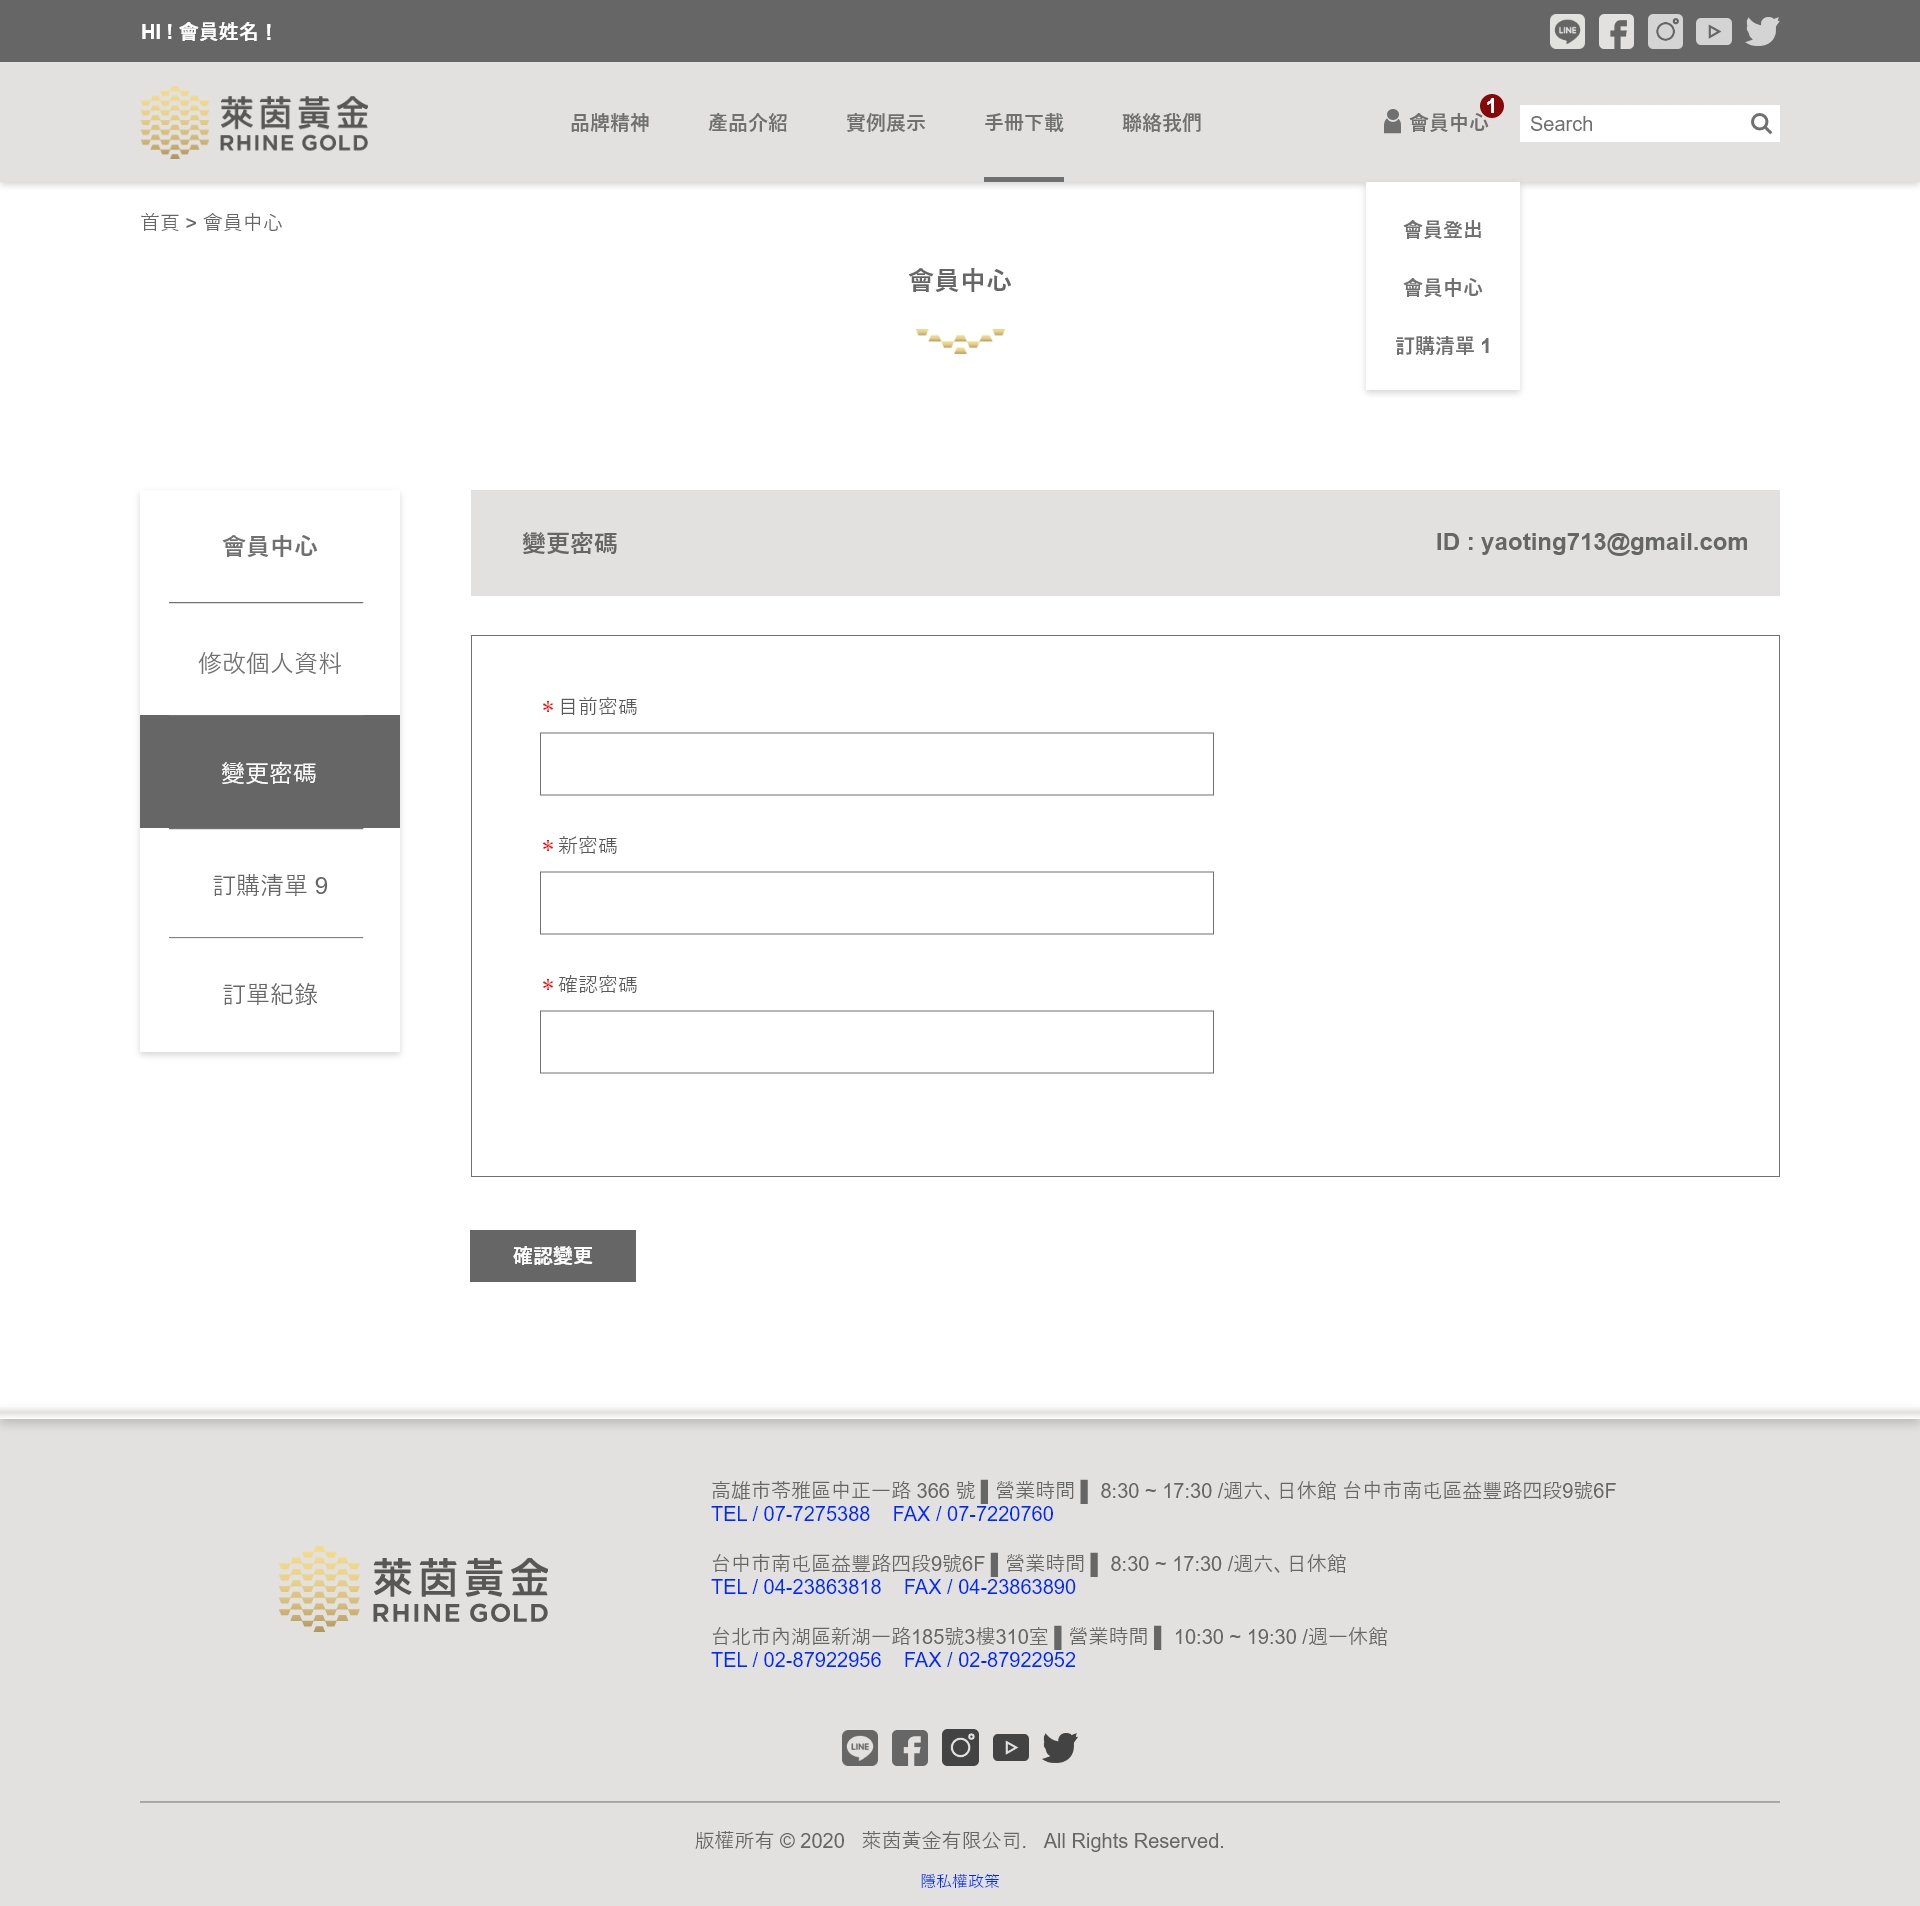 HI ! 會員姓名 !
LINE
萊茵黃金
RHINE GOLD
品牌精神 產品介紹 實例展示 手冊下載 聯絡我們
會員中心 1
Search
首頁 > 會員中心
會員登出
會員中心
訂購清單 1
會員中心
會員中心
修改個人資料
變更密碼
訂購清單 9
訂單紀錄
變更密碼 ID : yaoting713@gmail.com
* 目前密碼
* 新密碼
* 確認密碼
確認變更
萊茵黃金
RHINE GOLD
高雄市苓雅區中正一路 366 號 ▌營業時間 ▌ 8:30 ~ 17:30 /週六、日休館 台中市南屯區益豐路四段9號6F
TEL / 07-7275388 FAX / 07-7220760
台中市南屯區益豐路四段9號6F ▌營業時間 ▌ 8:30 ~ 17:30 /週六、日休館
TEL / 04-23863818 FAX / 04-23863890
台北市內湖區新湖一路185號3樓310室 ▌營業時間 ▌ 10:30 ~ 19:30 /週一休館
TEL / 02-87922956 FAX / 02-87922952
LINE
版權所有 © 2020 萊茵黃金有限公司. All Rights Reserved.
隱私權政策